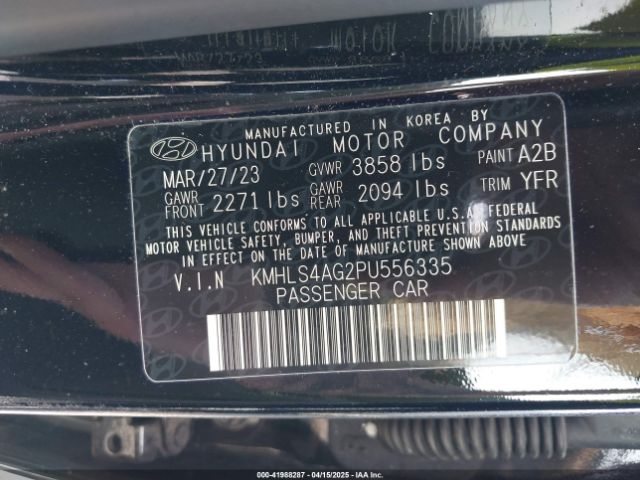 MANUFACTURED IN KOREA BY
HYUNDAI MOTOR COMPANY
MAR/27/23 GVWR 3858 lbs PAINT A2B
GAWR FRONT 2271 lbs GAWR REAR 2094 lbs TRIM YFR
THIS VEHICLE CONFORMS TO ALL APPLICABLE U.S.A. FEDERAL
MOTOR VEHICLE SAFETY, BUMPER, AND THEFT PREVENTION STANDARDS
IN EFFECT ON THE DATE OF MANUFACTURE SHOWN ABOVE.
V.I.N KMHLS4AG2PU556335
PASSENGER CAR
000-41988287 - 04/15/2025 - IAAI.COM